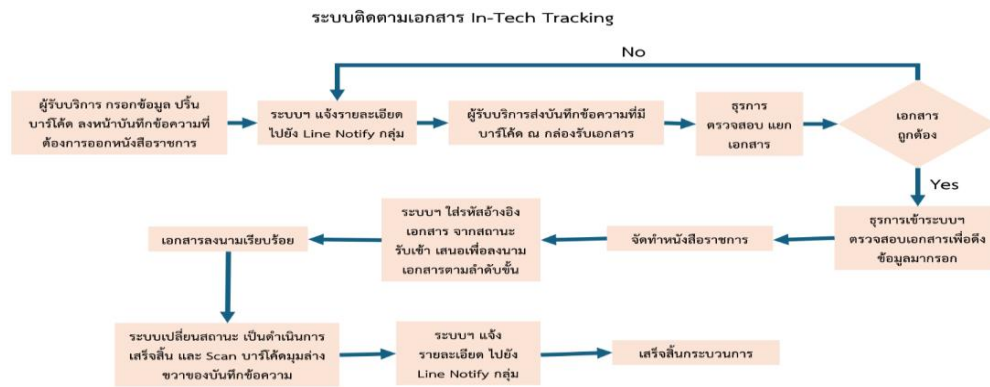 ระบบติดตามเอกสาร In-Tech Tracking
No
ผู้รับบริการ กรอกข้อมูล ปริ้น
บาร์โค้ด ลงหน้าบันทึกข้อความที่
ต้องการออกหนังสือราชการ
ระบบฯ แจ้งรายละเอียด
ไปยัง Line Notify กลุ่ม
ผู้รับบริการส่งบันทึกข้อความที่มี
บาร์โค้ด ณ กล่องรับเอกสาร
ธุรการ
ตรวจสอบ แยก
เอกสาร
เอกสาร
ถูกต้อง
Yes
ธุรการเข้าระบบฯ
ตรวจสอบเอกสารเพื่อดึง
ข้อมูลมากรอก
จัดทำหนังสือราชการ
ระบบฯ ใส่รหัสอ้างอิง
เอกสาร จากสถานะ
รับเข้า เสนอเพื่อลงนาม
เอกสารตามลำดับขั้น
เอกสารลงนามเรียบร้อย
ระบบเปลี่ยนสถานะ เป็นดำเนินการ
เสร็จสิ้น และ Scan บาร์โค้ดมุมล่าง
ขวาของบันทึกข้อความ
ระบบฯ แจ้ง
รายละเอียด ไปยัง
Line Notify กลุ่ม
เสร็จสิ้นกระบวนการ